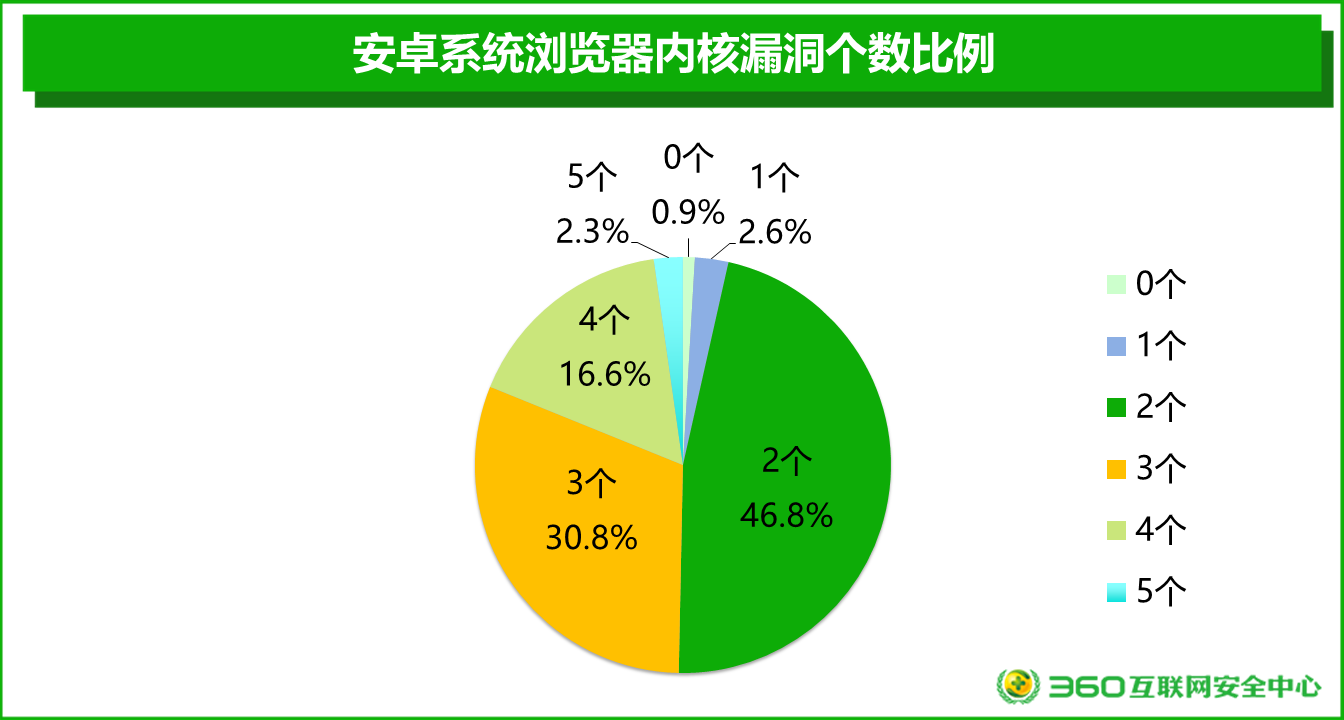 安卓系统浏览器内核漏洞个数比例
0个
0.9%
1个
2.6%
5个
2.3%
4个
16.6%
2个
46.8%
3个
30.8%
0个
1个
2个
3个
4个
5个
360互联网安全中心